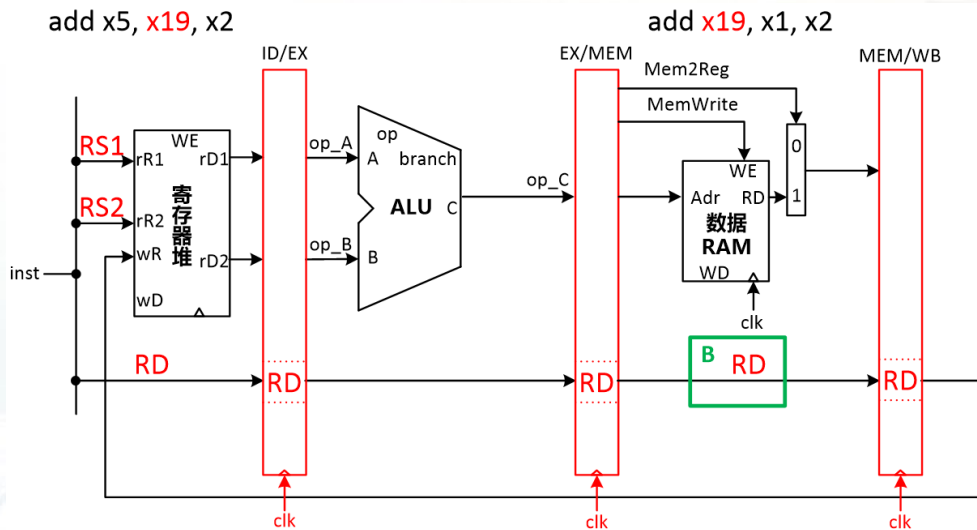 add x5, x19, x2
add x19, x1, x2
ID/EX
EX/MEM
MEM/WB
Mem2Reg
MemWrite
RS1
RS2
rR1
rR2
wR
wD
WE
rD1
rD2
寄存器堆
inst
op_A
op_B
op
A
B
branch
ALU
C
op_C
WE
Adr
RD
数据
RAM
WD
clk
0
1
RD
RD
RD
B
RD
RD
clk
clk
clk